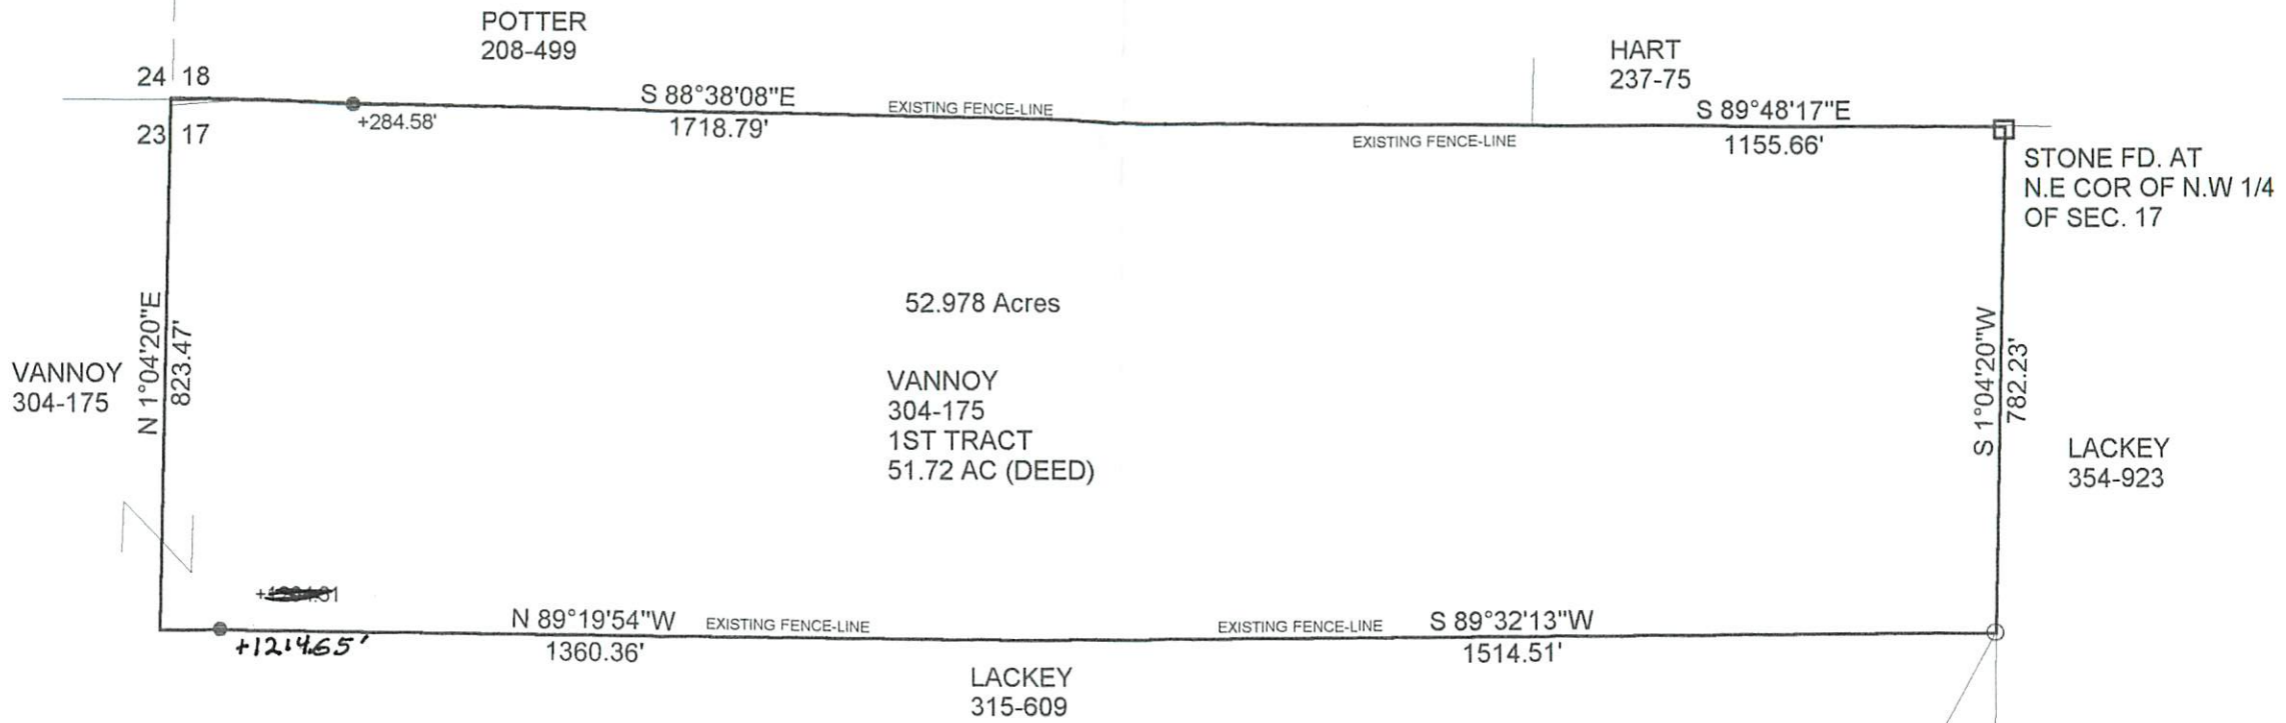 POTTER
208-499
HART
237-75
24 18
S 88°38'08"E
EXISTING FENCE-LINE
S 89°48'17"E
+284.58'
1718.79'
23 17
EXISTING FENCE-LINE
1155.66'
STONE FD. AT
N.E COR OF N.W 1/4
OF SEC. 17
52.978 Acres
N 1°04'20"E
823.47'
S 1°04'20"W
782.23'
VANNOY
304-175
VANNOY
304-175
1ST TRACT
51.72 AC (DEED)
LACKEY
354-923
N 89°19'54"W
EXISTING FENCE-LINE
EXISTING FENCE-LINE
S 89°32'13"W
+1214.65'
1360.36'
1514.51'
LACKEY
315-609